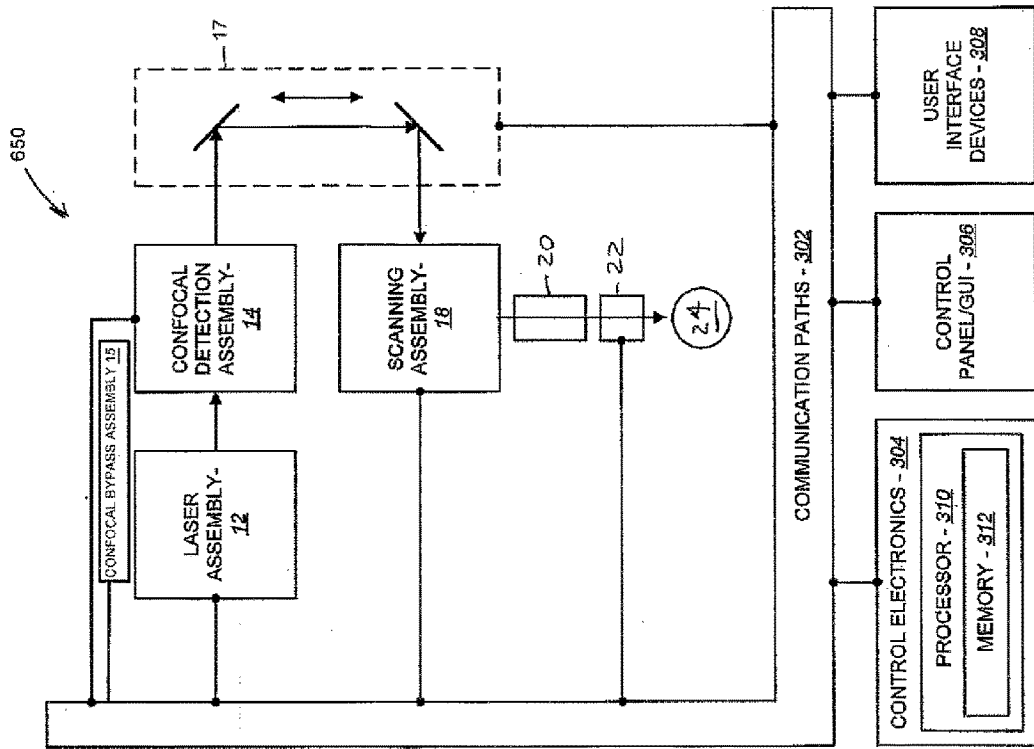 650
17
CONFOCAL BYPASS ASSEMBLY 15
LASER
ASSEMBLY-
12
CONFOCAL
DETECTION
ASSEMBLY-
14
SCANNING
ASSEMBLY-
18
20
22
24
COMMUNICATION PATHS - 302
CONTROL ELECTRONICS - 304
PROCESSOR - 310
MEMORY - 312
CONTROL
PANEL/GUI - 306
USER
INTERFACE
DEVICES - 308